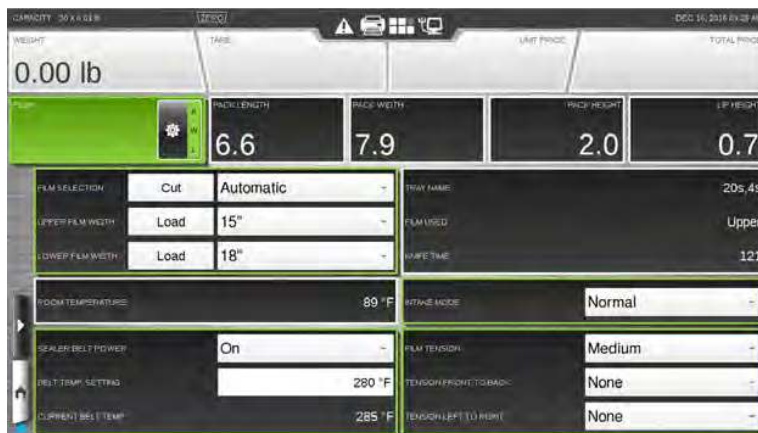 CAPACITY 30 X 0.01 lb ZERO DEC 16, 2016
WEIGHT TARE UNIT PRICE TOTAL PRICE
0.00 lb
PACK LENGTH PACK WIDTH PACK HEIGHT LIP HEIGHT
6.6 7.9 2.0 0.7
FILM SELECTION Cut Automatic TRAY NAME 20s,4s
UPPER FILM WIDTH Load 15" FILM USED Upper
LOWER FILM WIDTH Load 18" KNIFE TIME 121
ROOM TEMPERATURE 89 °F INTAKE MODE Normal
SEALER BELT POWER On FILM TENSION Medium
BELT TEMP. SETTING 280 °F TENSION FRONT TO BACK None
CURRENT BELT TEMP 285 °F TENSION LEFT TO RIGHT None